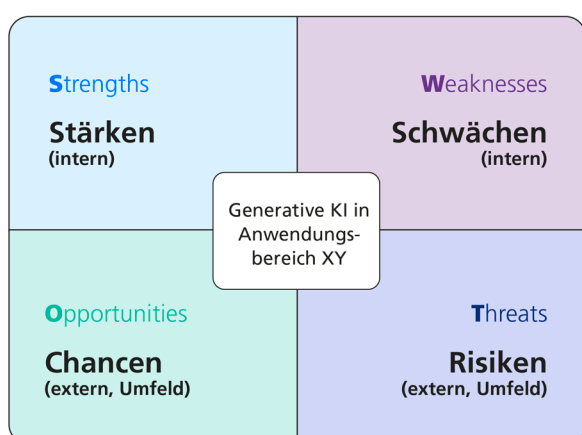 Strengths
Stärken
(intern)
Weaknesses
Schwächen
(intern)
Generative KI in
Anwendungs-
bereich XY
Opportunities
Chancen
(extern, Umfeld)
Threats
Risiken
(extern, Umfeld)